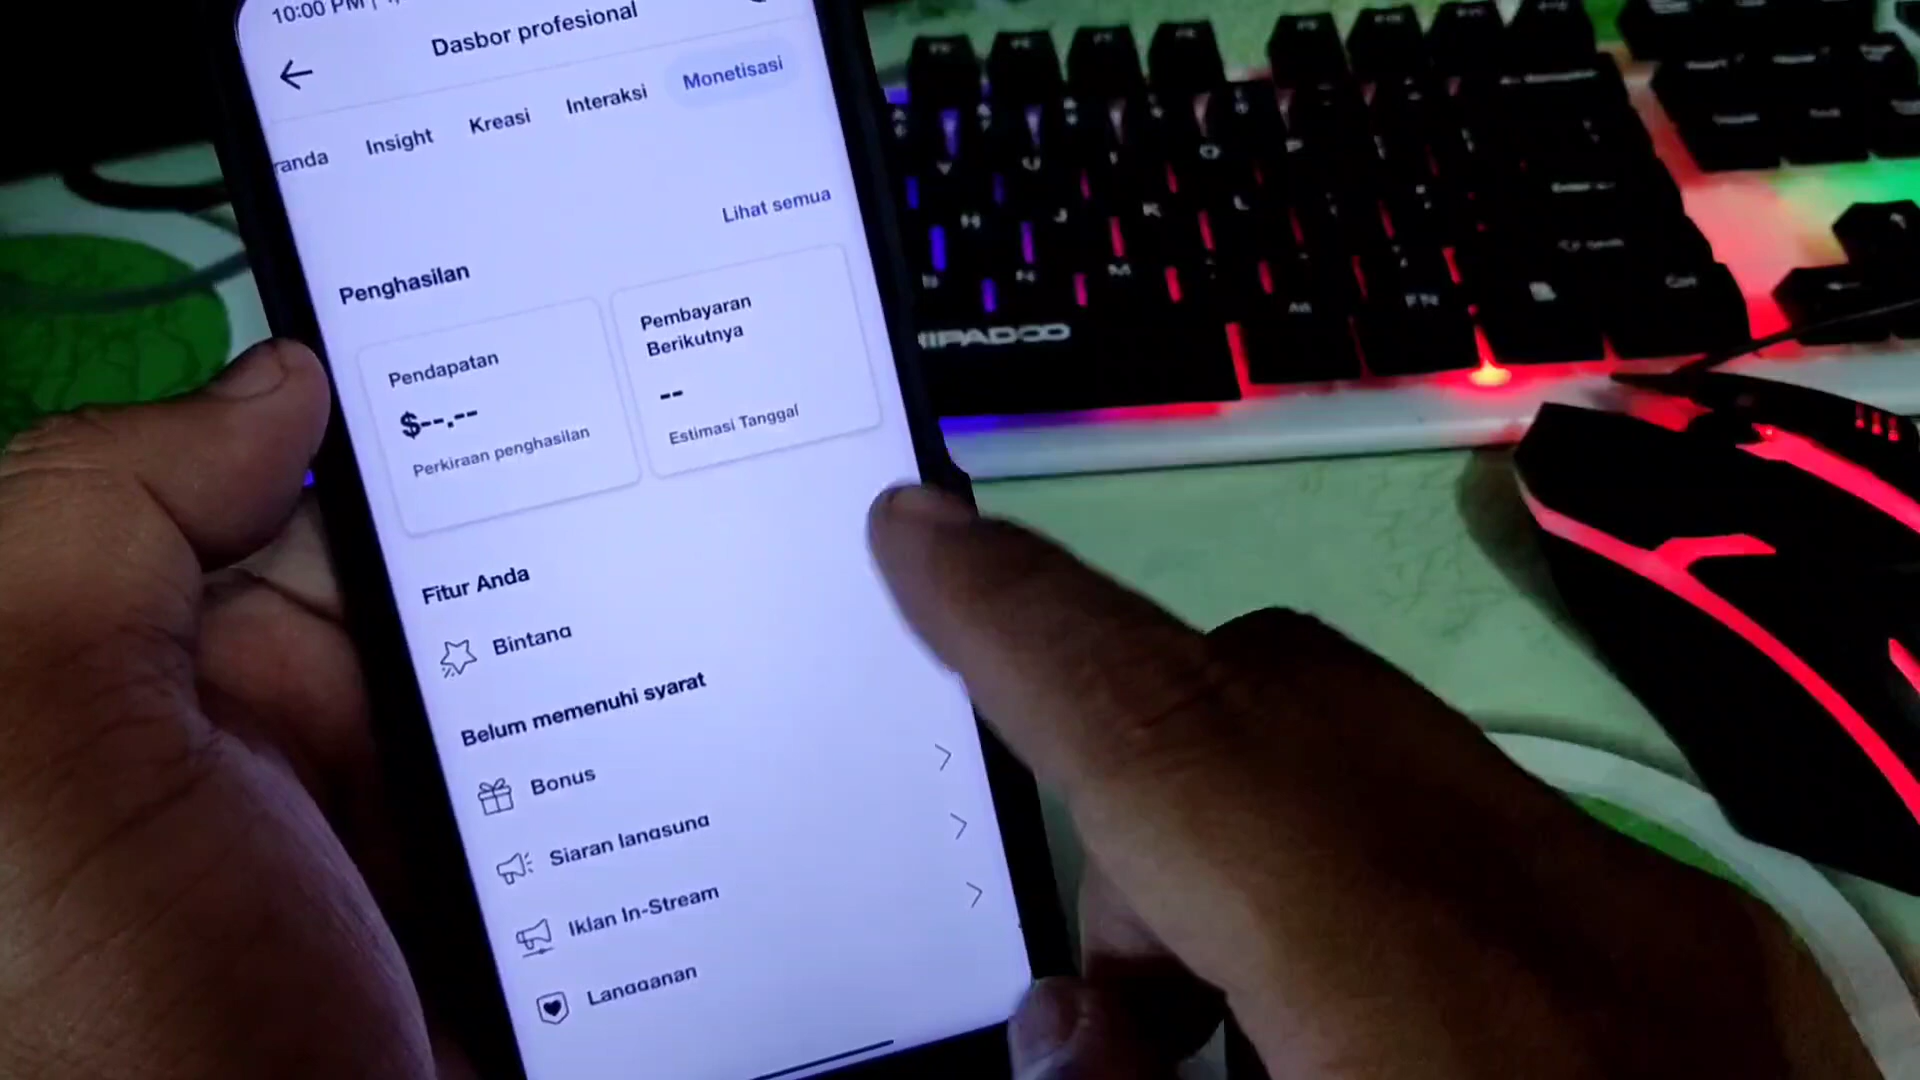 10:00 PM
Dasbor profesional
randa Insight Kreasi Interaksi Monetisasi
Lihat semua
Penghasilan
Pendapatan
$--.--
Perkiraan penghasilan
Pembayaran
Berikutnya
--
Estimasi Tanggal
Fitur Anda
Bintang
Belum memenuhi syarat
Bonus
Siaran langsung
Iklan In-Stream
Langganan